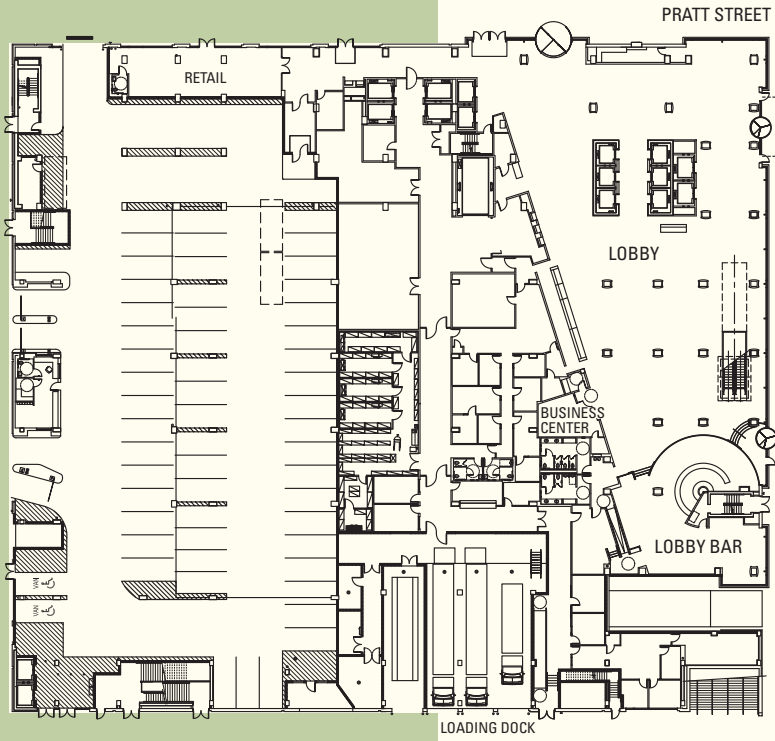 PRATT STREET
RETAIL
LOBBY
BUSINESS
CENTER
LOBBY BAR
VAN
VAN
LOADING DOCK